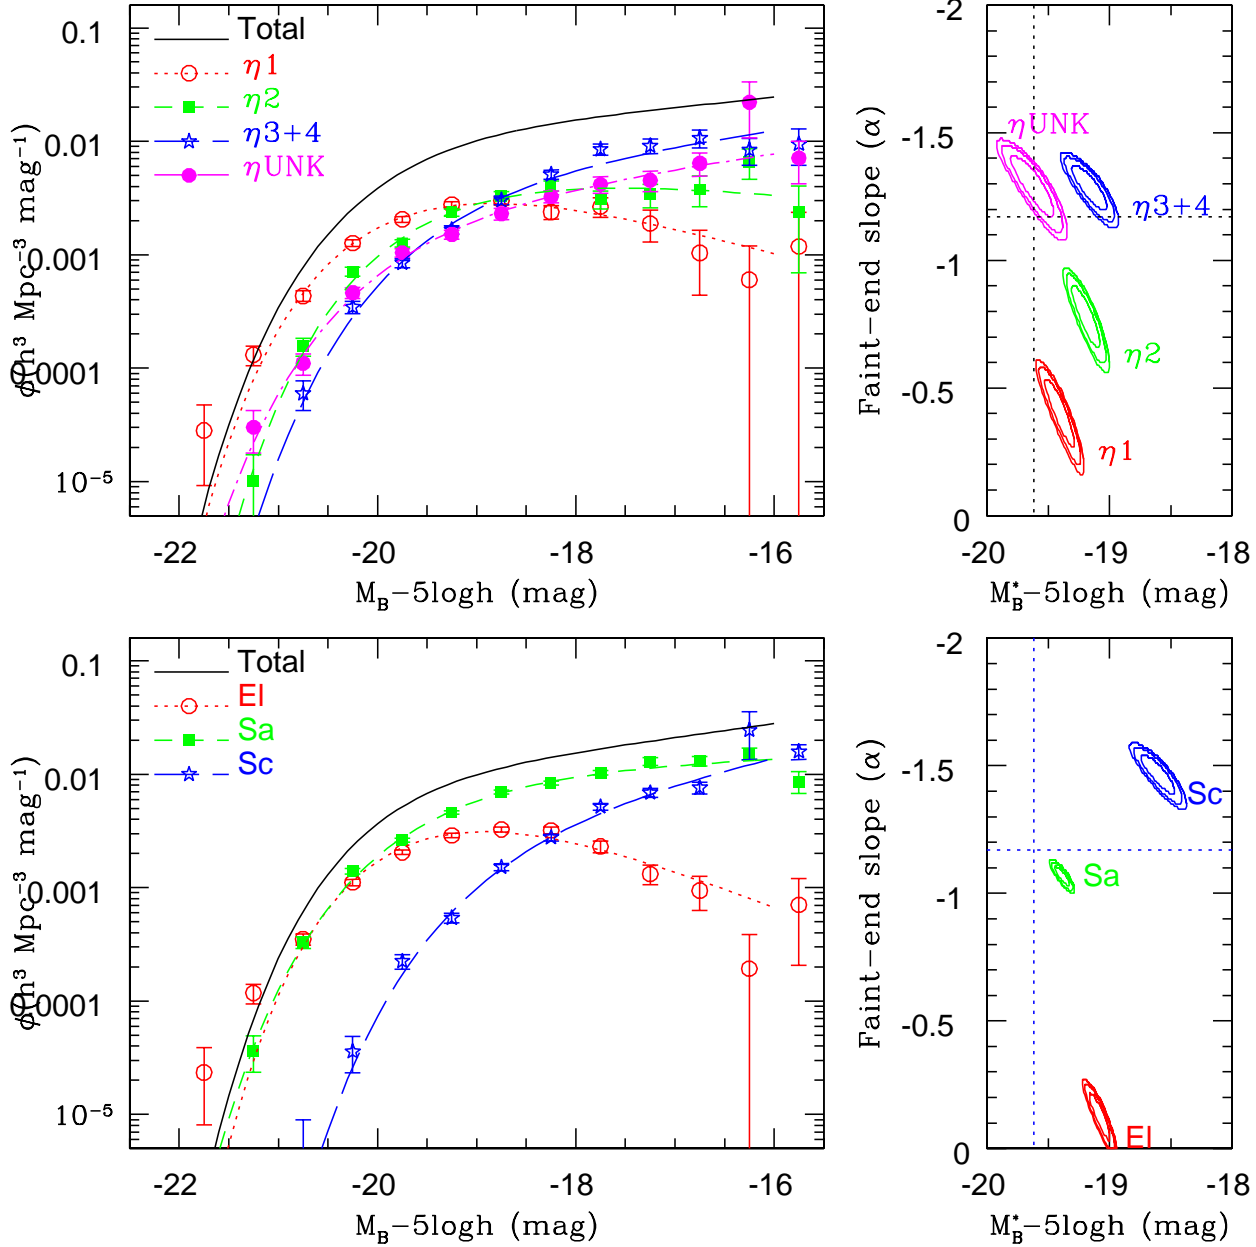 0.1
0.01
0.001
0.0001
10⁻⁵
ϕ(h³ Mpc⁻³ mag⁻¹)
Total
η1
η2
η3+4
ηUNK
-22
-20
-18
-16
M_B−5logh (mag)
-2
-1.5
-1
-0.5
0
Faint−end slope (α)
ηUNK
η3+4
η2
η1
-20
-19
-18
M_B^*−5logh (mag)
0.1
0.01
0.001
0.0001
10⁻⁵
ϕ(h³ Mpc⁻³ mag⁻¹)
Total
El
Sa
Sc
-22
-20
-18
-16
M_B−5logh (mag)
-2
-1.5
-1
-0.5
0
Faint−end slope (α)
Sc
Sa
El
-20
-19
-18
M_B^*−5logh (mag)